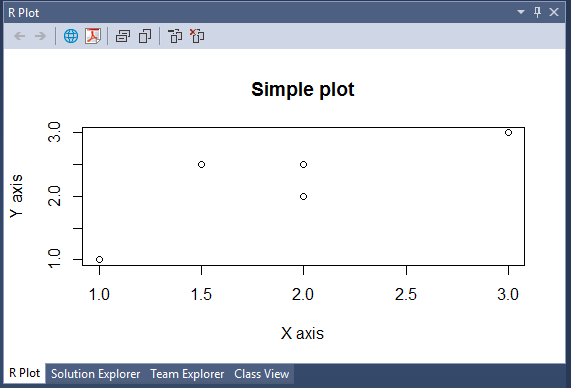 R Plot
Simple plot
Y axis
3.0
2.0
1.0
1.0 1.5 2.0 2.5 3.0
X axis
R Plot Solution Explorer Team Explorer Class View